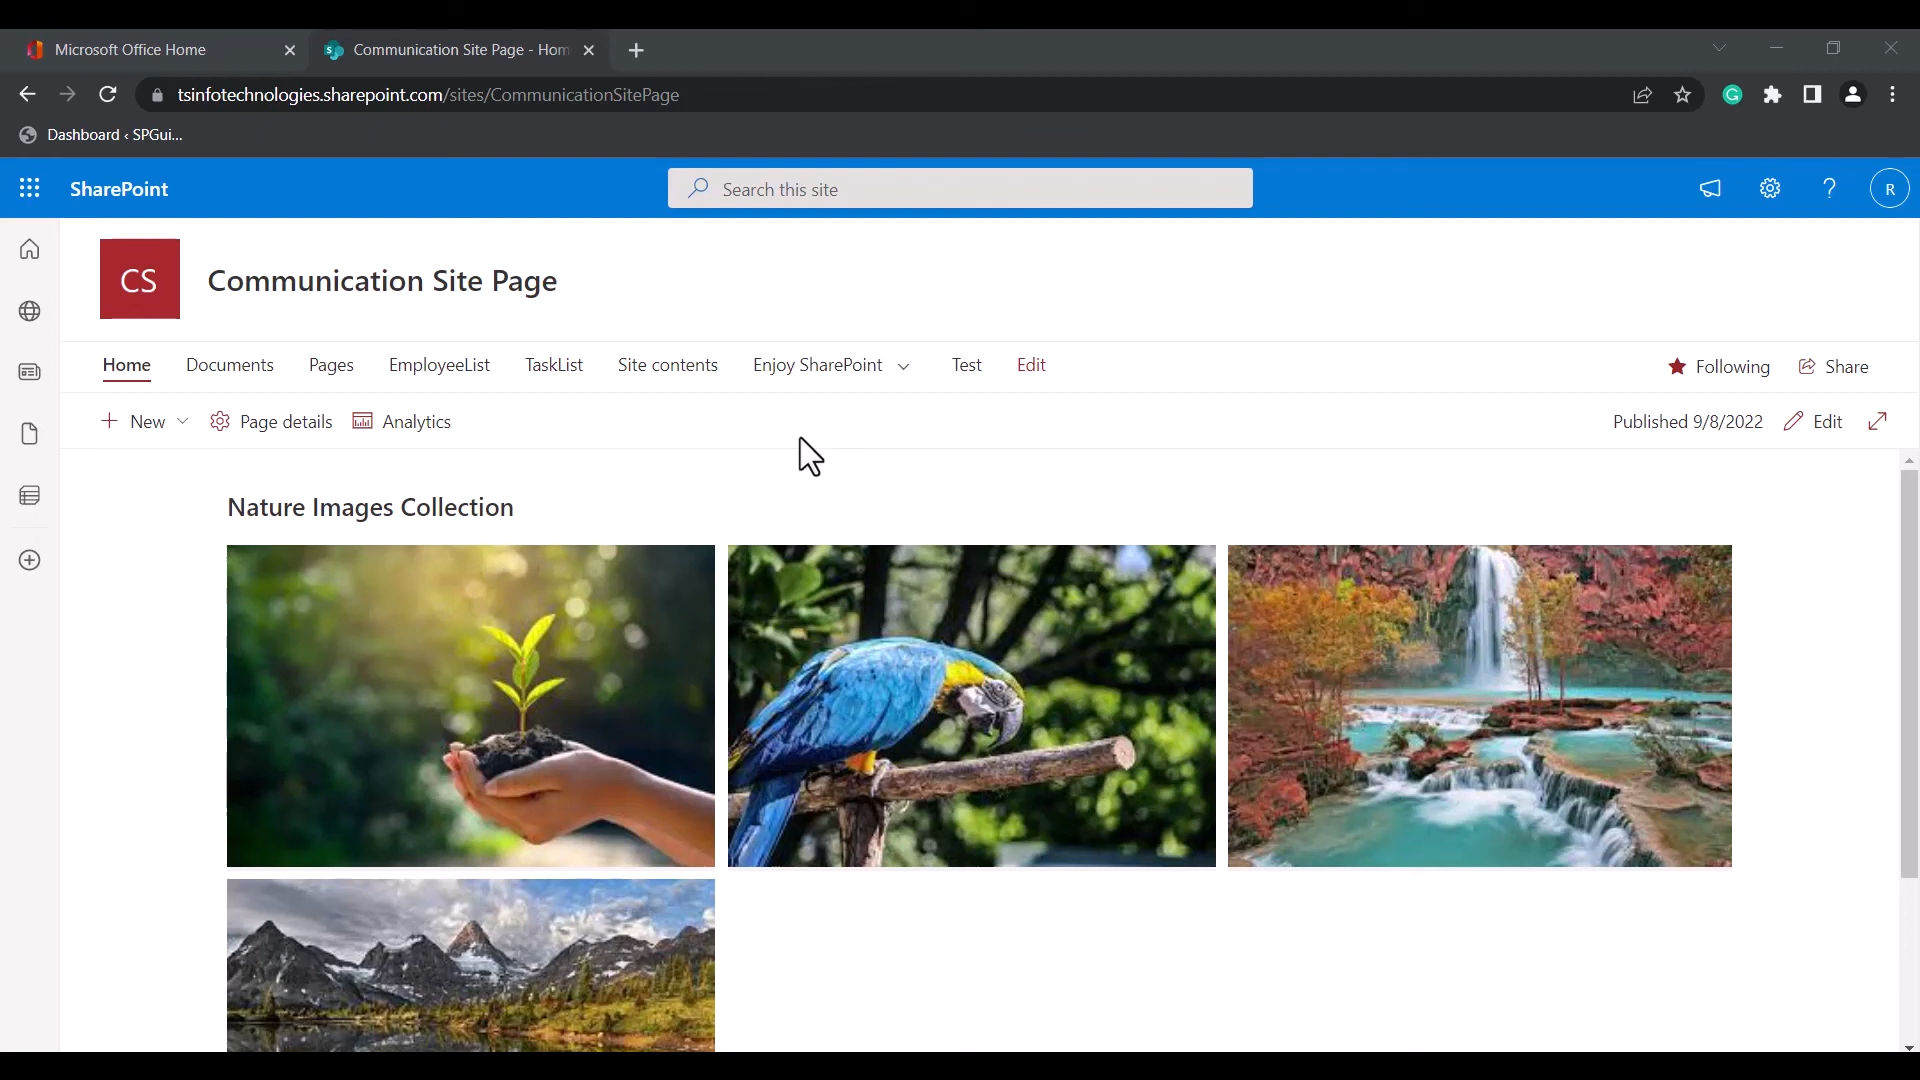 Microsoft Office Home
Communication Site Page - Hom
tsinfotechnologies.sharepoint.com/sites/CommunicationSitePage
Dashboard ‹ SPGui...
SharePoint
Search this site
R
CS
Communication Site Page
Home Documents Pages EmployeeList TaskList Site contents Enjoy SharePoint Test Edit
Following Share
New Page details Analytics
Published 9/8/2022 Edit
Nature Images Collection